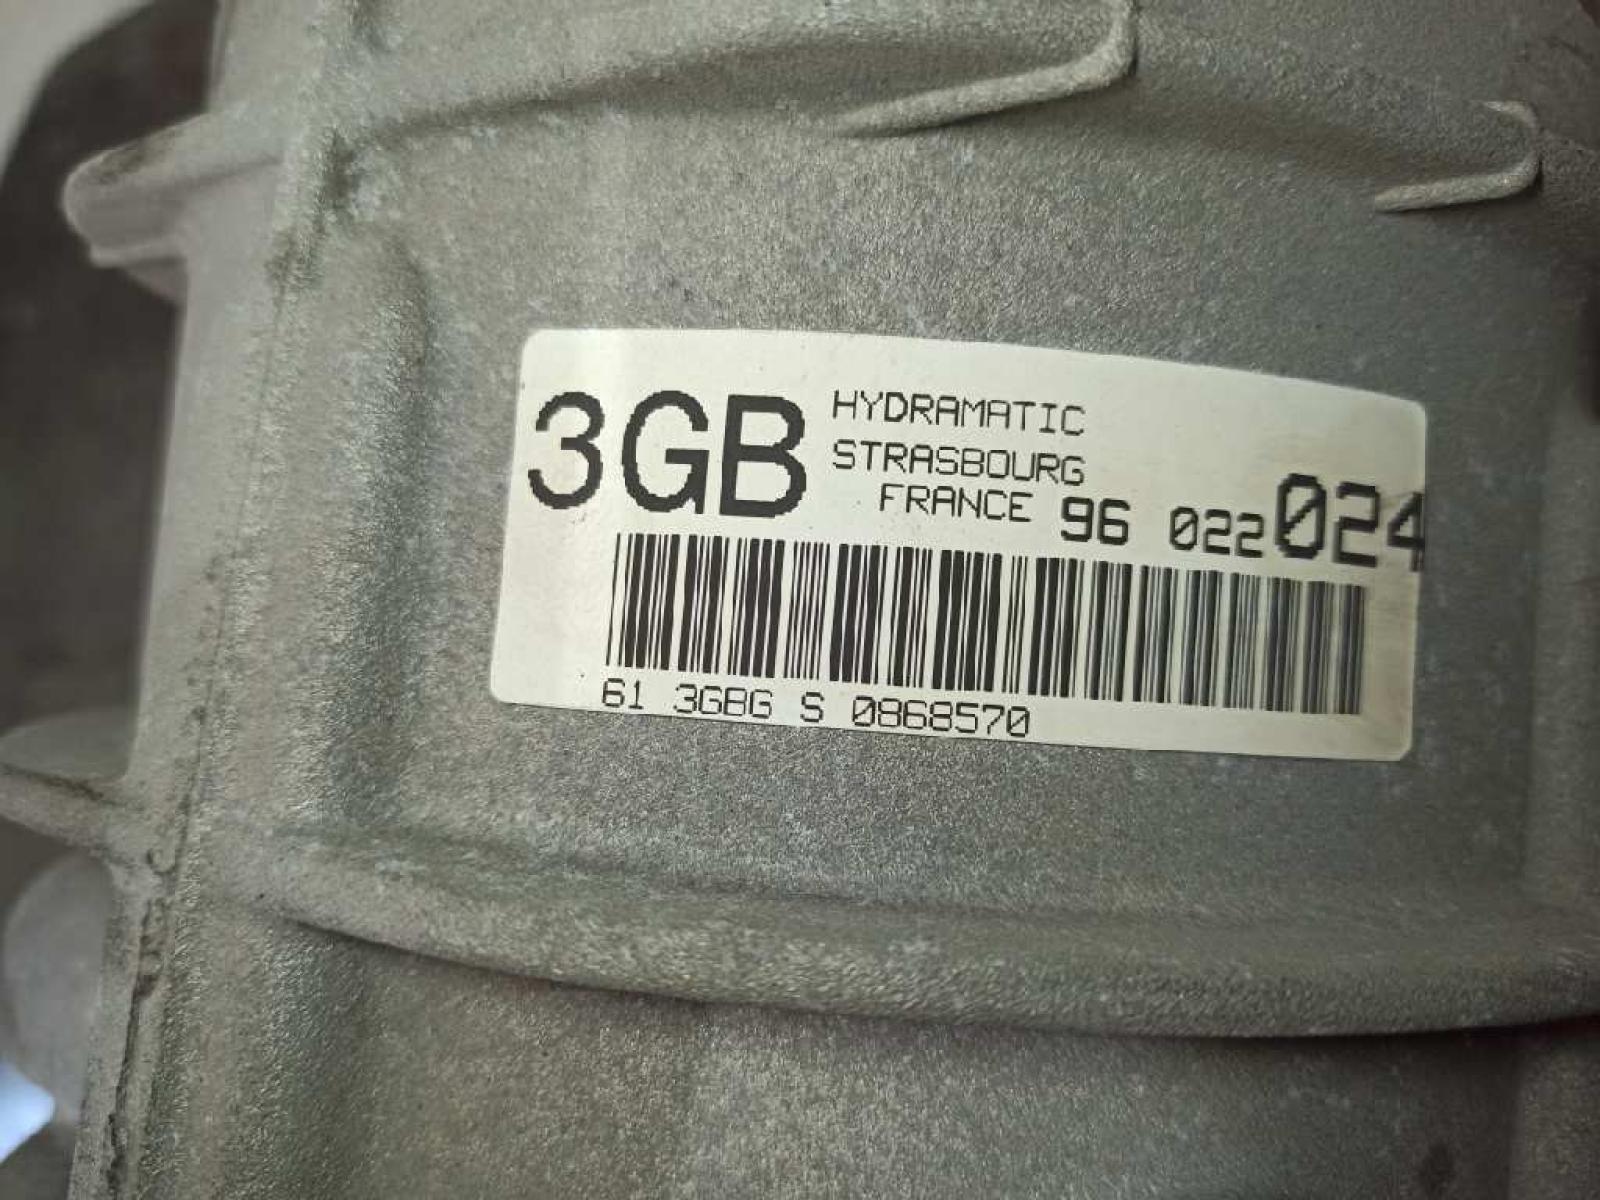 3GB HYDRAMATIC
STRASBOURG
FRANCE 96 022 024
61 3GBG S 0868570